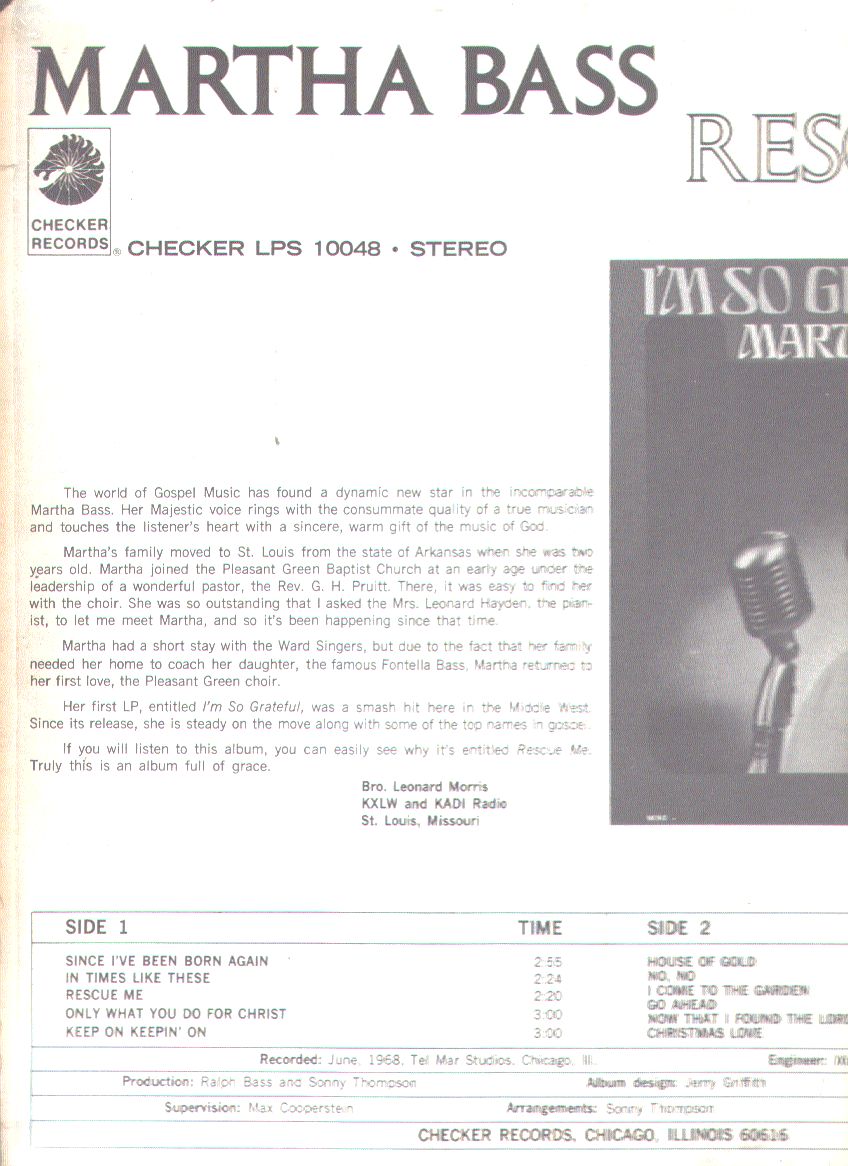 MARTHA BASS
RES
CHECKER
RECORDS®
CHECKER LPS 10048 • STEREO
I'M SO G
MART
The world of Gospel Music has found a dynamic new star in the incomparable
Martha Bass. Her Majestic voice rings with the consummate quality of a true musician
and touches the listener's heart with a sincere, warm gift of the music of God.
Martha's family moved to St. Louis from the state of Arkansas when she was two
years old. Martha joined the Pleasant Green Baptist Church at an early age under the
leadership of a wonderful pastor, the Rev. G. H. Pruitt. There, it was easy to find her
with the choir. She was so outstanding that I asked the Mrs. Leonard Hayden, the pian-
ist, to let me meet Martha, and so it's been happening since that time.
Martha had a short stay with the Ward Singers, but due to the fact that her family
needed her home to coach her daughter, the famous Fontella Bass, Martha returned to
her first love, the Pleasant Green choir.
Her first LP, entitled I'm So Grateful, was a smash hit here in the Middle West.
Since its release, she is steady on the move along with some of the top names in gospel.
If you will listen to this album, you can easily see why it's entitled Rescue Me.
Truly this is an album full of grace.
Bro. Leonard Morris
KXLW and KADI Radio
St. Louis, Missouri
SIDE 1 TIME SIDE 2
SINCE I'VE BEEN BORN AGAIN 2:55 HOUSE OF GOLD
IN TIMES LIKE THESE 2:24 NO, NO
RESCUE ME 2:20 I COME TO THE GARDEN
GO AHEAD
ONLY WHAT YOU DO FOR CHRIST 3:00 NOW THAT I FOUND THE LORD
KEEP ON KEEPIN' ON 3:00 CHRISTMAS LOVE
Recorded: June, 1968, Tel Mar Studios, Chicago, Ill. Engineer:
Production: Ralph Bass and Sonny Thompson Album design: Jerry Griffith
Supervision: Max Cooperstein Arrangements: Sonny Thompson
CHECKER RECORDS, CHICAGO, ILLINOIS 60616